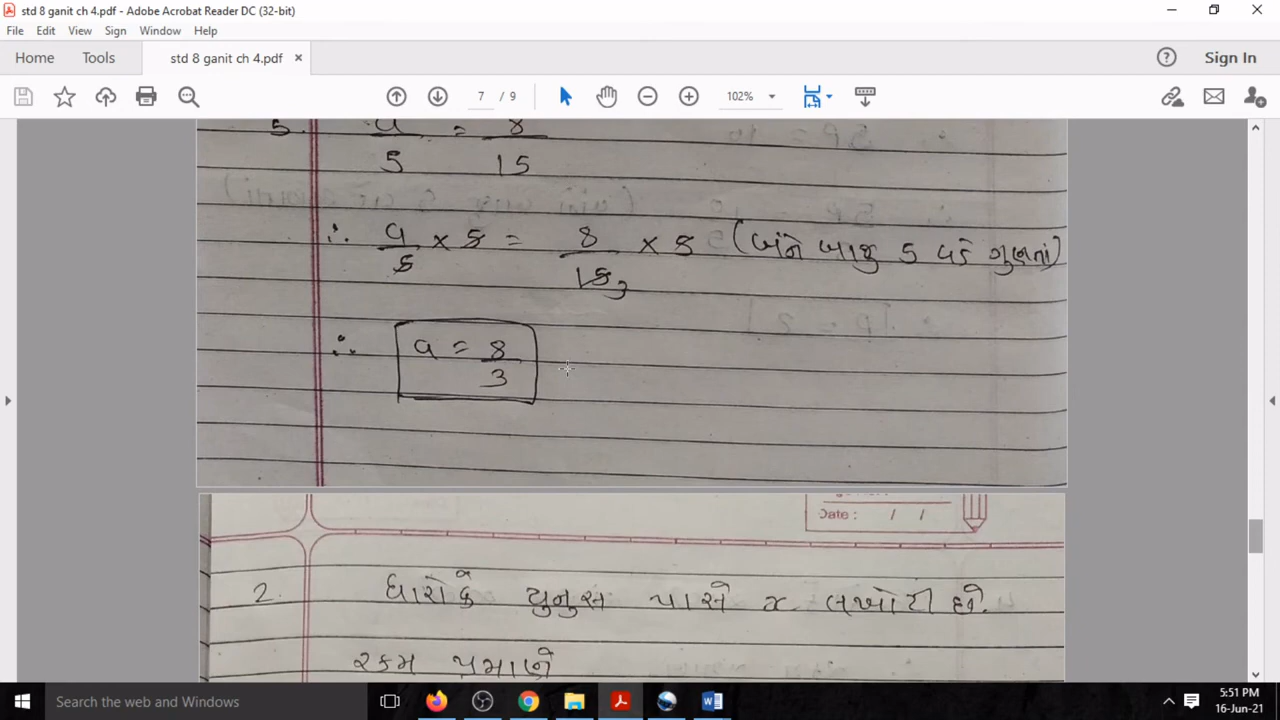 std 8 ganit ch 4.pdf - Adobe Acrobat Reader DC (32-bit)
File Edit View Sign Window Help
Home Tools std 8 ganit ch 4.pdf × Sign In
7 / 9 102%
5. a/5 = 8/15
∴ a/5 × 5 = 8/15 3 × 5 (બંને બાજુ 5 વડે ગુણતાં)
∴ a = 8/3
Date : / /
2. ધારોકે યુનુસ પાસે x લખોટી છે.
રકમ પ્રમાણે
Search the web and Windows
5:51 PM
16-Jun-21